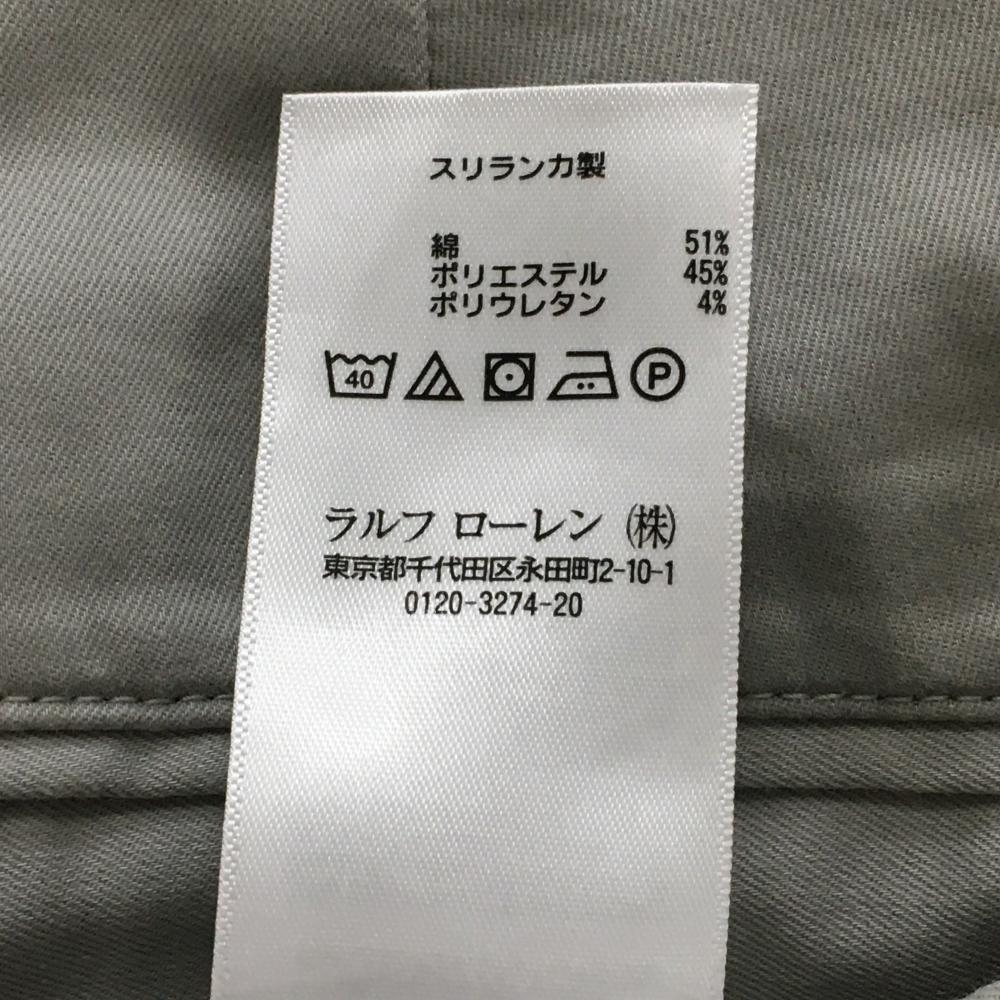 スリランカ製
綿 51%
ポリエステル 45%
ポリウレタン 4%
40 P
ラルフ ローレン (株)
東京都千代田区永田町2-10-1
0120-3274-20